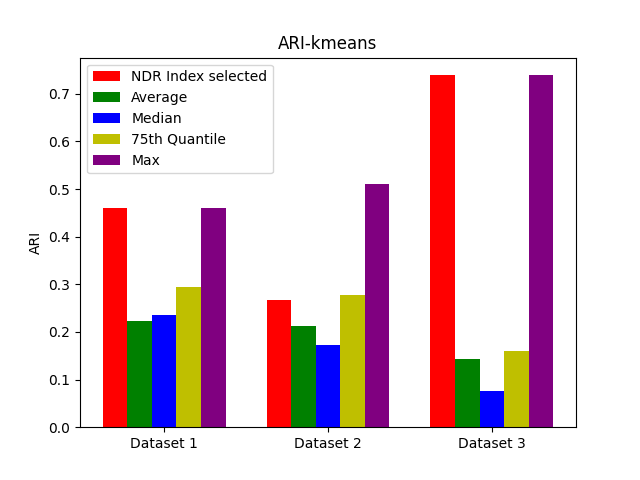 ARI-kmeans
NDR Index selected
Average
Median
75th Quantile
Max
ARI
0.7
0.6
0.5
0.4
0.3
0.2
0.1
0.0
Dataset 1
Dataset 2
Dataset 3